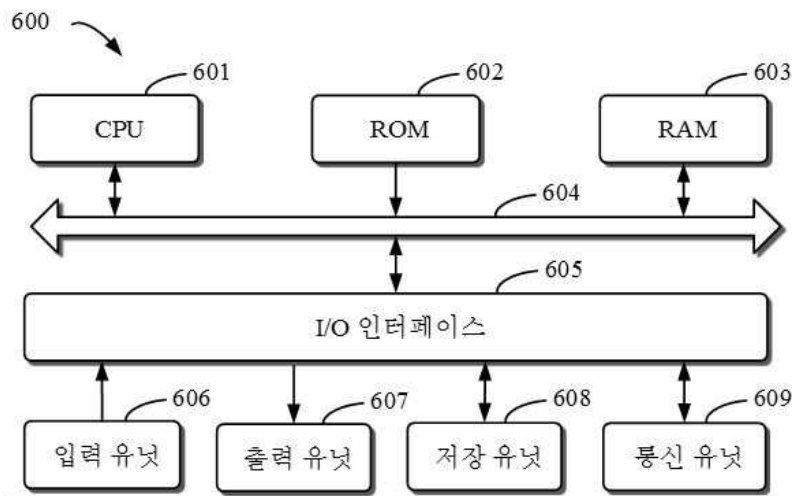 600
601
602
603
CPU
ROM
RAM
604
605
I/O 인터페이스
606
607
608
609
입력 유닛
출력 유닛
저장 유닛
통신 유닛